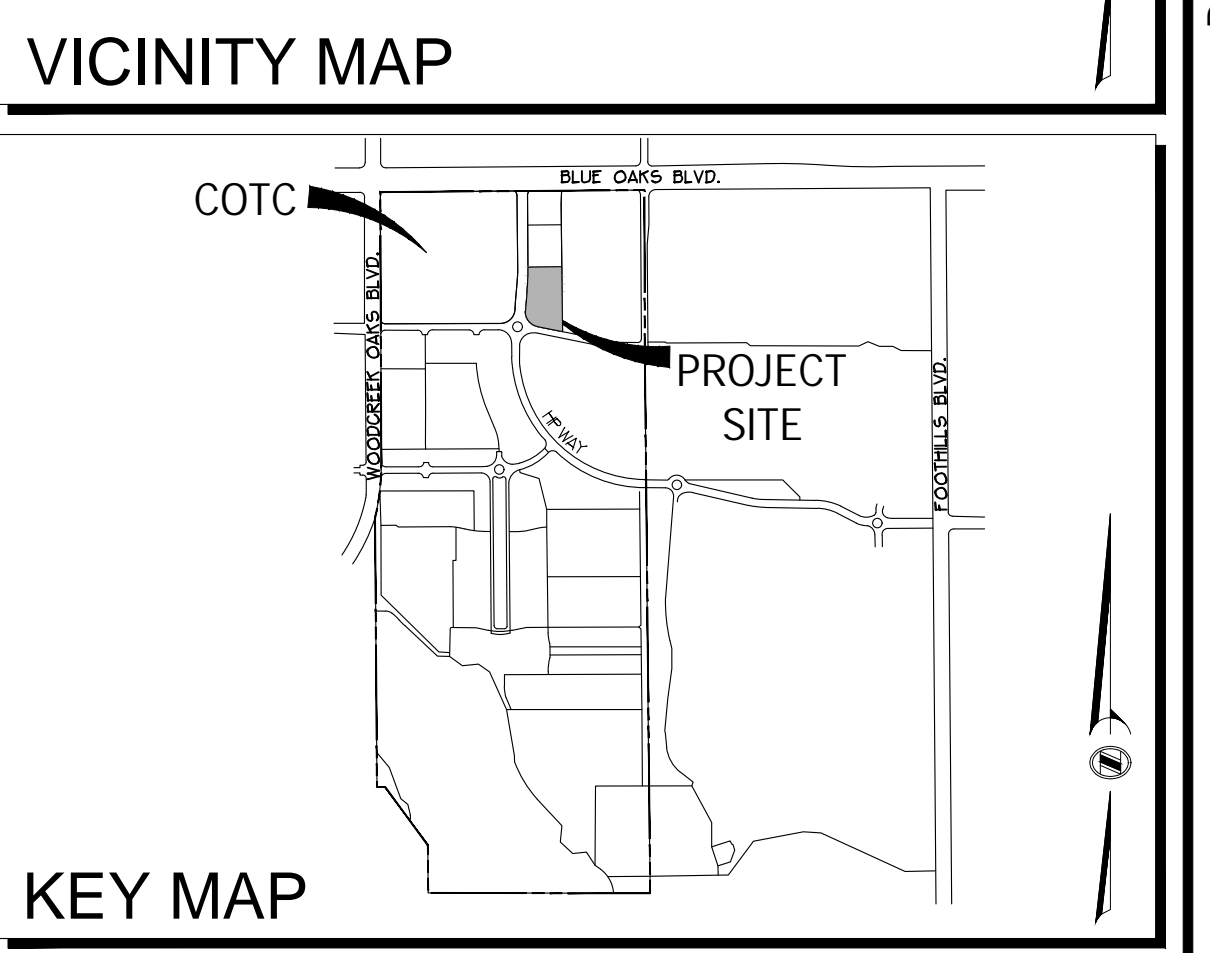 VICINITY MAP
BLUE OAKS BLVD.
COTC
WOODCREEK OAKS BLVD.
PROJECT
SITE
HP WAY
FOOTHILLS BLVD.
KEY MAP